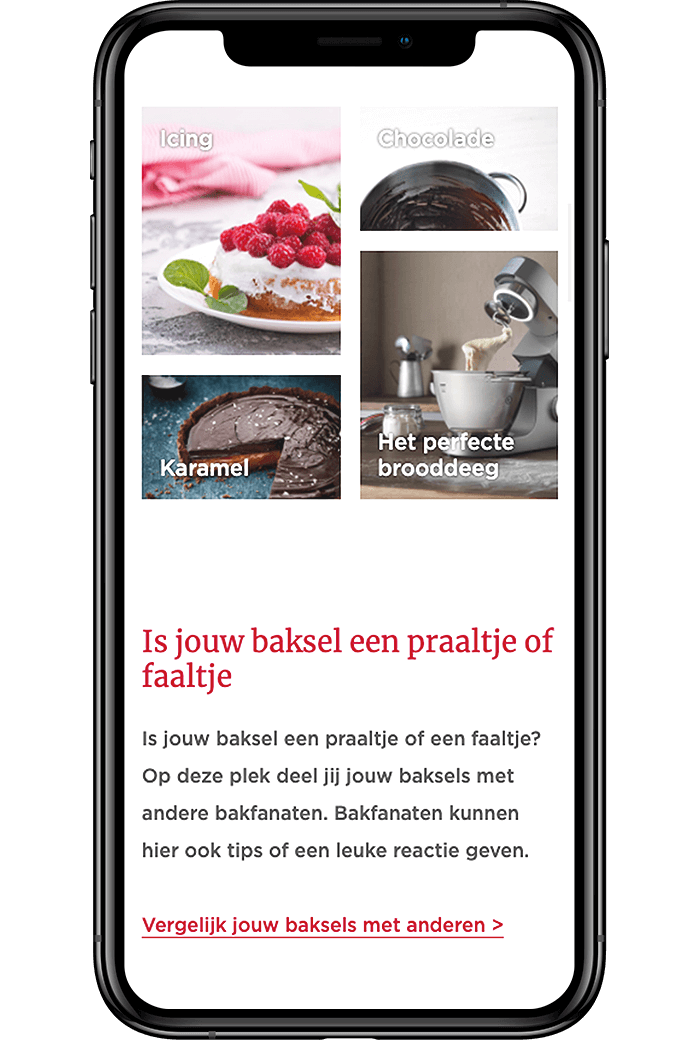 Icing
Chocolade
Karamel
Het perfecte
brooddeeg
Is jouw baksel een praaltje of
faaltje
Is jouw baksel een praaltje of een faaltje?
Op deze plek deel jij jouw baksels met
andere bakfanaten. Bakfanaten kunnen
hier ook tips of een leuke reactie geven.
Vergelijk jouw baksels met anderen >